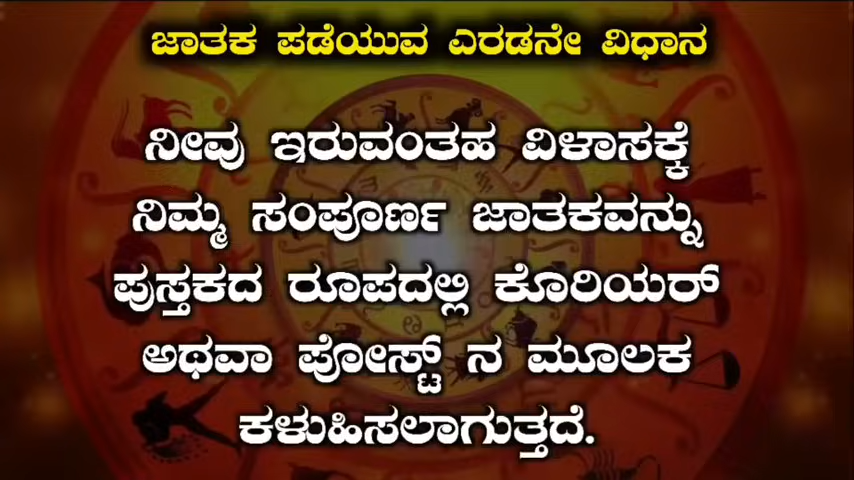 ಜಾತಕ ಪಡೆಯುವ ಎರಡನೇ ವಿಧಾನ
ನೀವು ಇರುವಂತಹ ವಿಳಾಸಕ್ಕೆ
ನಿಮ್ಮ ಸಂಪೂರ್ಣ ಜಾತಕವನ್ನು
ಪುಸ್ತಕದ ರೂಪದಲ್ಲಿ ಕೊರಿಯರ್
ಅಥವಾ ಪೋಸ್ಟ್ ನ ಮೂಲಕ
ಕಳುಹಿಸಲಾಗುತ್ತದೆ.